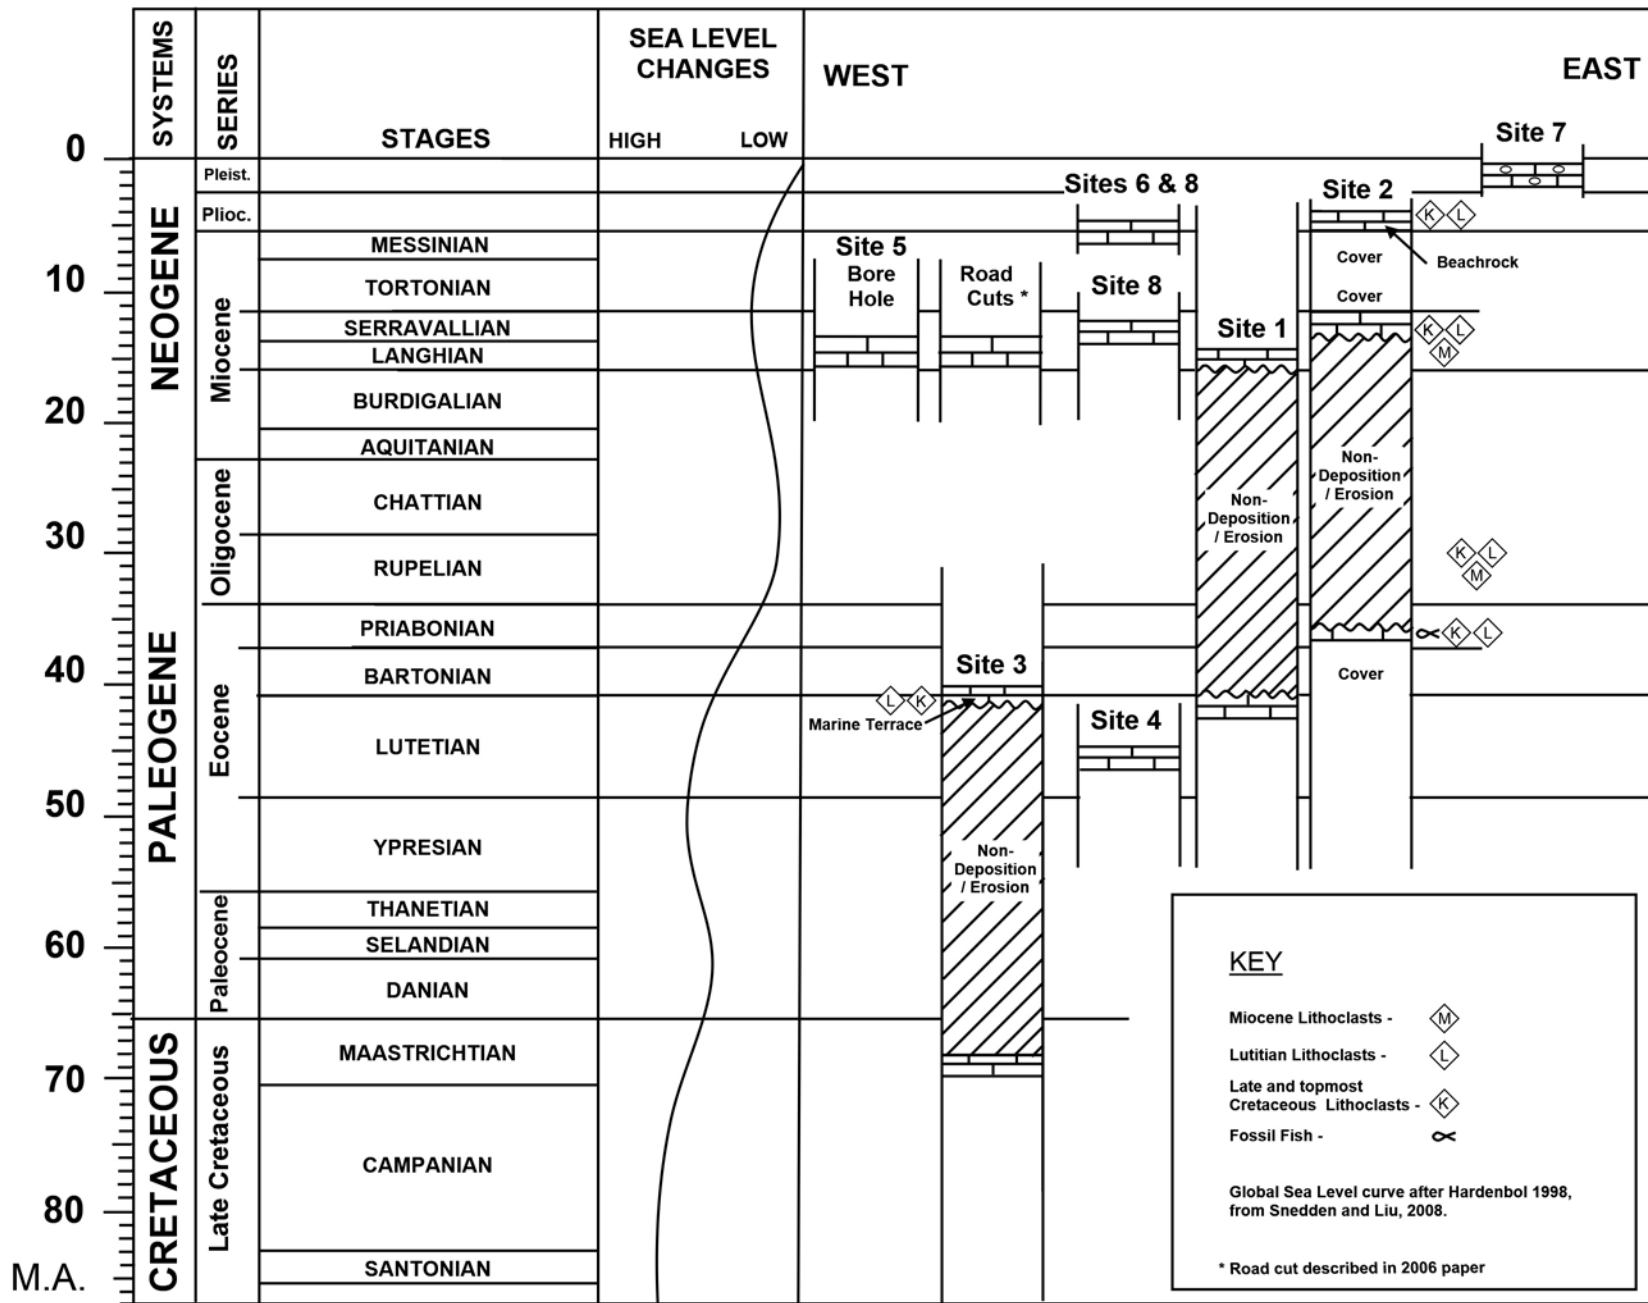 SYSTEMS
SERIES
STAGES
SEA LEVEL
CHANGES
HIGH
LOW
WEST
EAST
0
10
20
30
40
50
60
70
80
M.A.
NEOGENE
PALEOGENE
CRETACEOUS
Pleist.
Plioc.
Miocene
Oligocene
Eocene
Paleocene
Late Cretaceous
MESSINIAN
TORTONIAN
SERRAVALLIAN
LANGHIAN
BURDIGALIAN
AQUITANIAN
CHATTIAN
RUPELIAN
PRIABONIAN
BARTONIAN
LUTETIAN
YPRESIAN
THANETIAN
SELANDIAN
DANIAN
MAASTRICHTIAN
CAMPANIAN
SANTONIAN
Site 5
Bore
Hole
Road
Cuts *
Site 3
L K
Marine Terrace
Non-
Deposition
/ Erosion
Sites 6 & 8
Site 8
Site 4
Site 1
Non-
Deposition
/ Erosion
Site 2
K L
Beachrock
Cover
Cover
K L
M
Non-
Deposition
/ Erosion
K L
M
K L
Cover
Site 7
KEY
Miocene Lithoclasts - M
Lutitian Lithoclasts - L
Late and topmost
Cretaceous Lithoclasts - K
Fossil Fish -
Global Sea Level curve after Hardenbol 1998,
from Snedden and Liu, 2008.
* Road cut described in 2006 paper